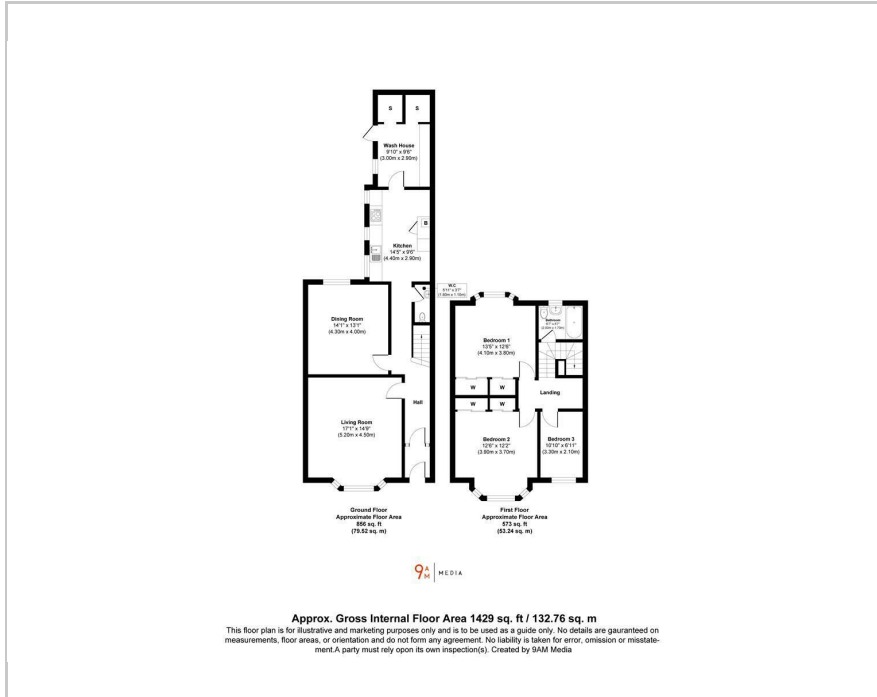 S
S
Wash House
9'10" x 9'6"
(3.00m x 2.90m)
B
Kitchen
14'5" x 9'6"
(4.40m x 2.90m)
W.C
Dining Room
14'1" x 13'1"
(4.30m x 4.00m)
Hall
Living Room
17'1" x 14'9"
(5.20m x 4.50m)
Ground Floor
Approximate Floor Area
856 sq. ft
(79.52 sq. m)
Bathroom
Bedroom 1
13'5" x 12'6"
(4.10m x 3.80m)
W
W
W
W
Landing
Bedroom 2
12'8" x 12'2"
(3.90m x 3.70m)
Bedroom 3
10'10" x 6'11"
(3.30m x 2.10m)
First Floor
Approximate Floor Area
573 sq. ft
(53.24 sq. m)
9AM MEDIA
Approx. Gross Internal Floor Area 1429 sq. ft / 132.76 sq. m
This floor plan is for illustrative and marketing purposes only and is to be used as a guide only. No details are gauranteed on
measurements, floor areas, or orientation and do not form any agreement. No liability is taken for error, omission or misstate-
ment.A party must rely upon its own inspection(s). Created by 9AM Media